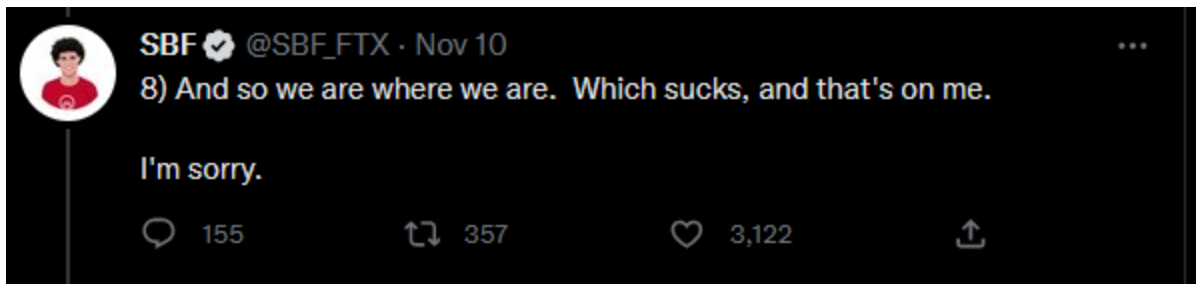 SBF @SBF_FTX · Nov 10
8) And so we are where we are.  Which sucks, and that's on me.
I'm sorry.
155 357 3,122